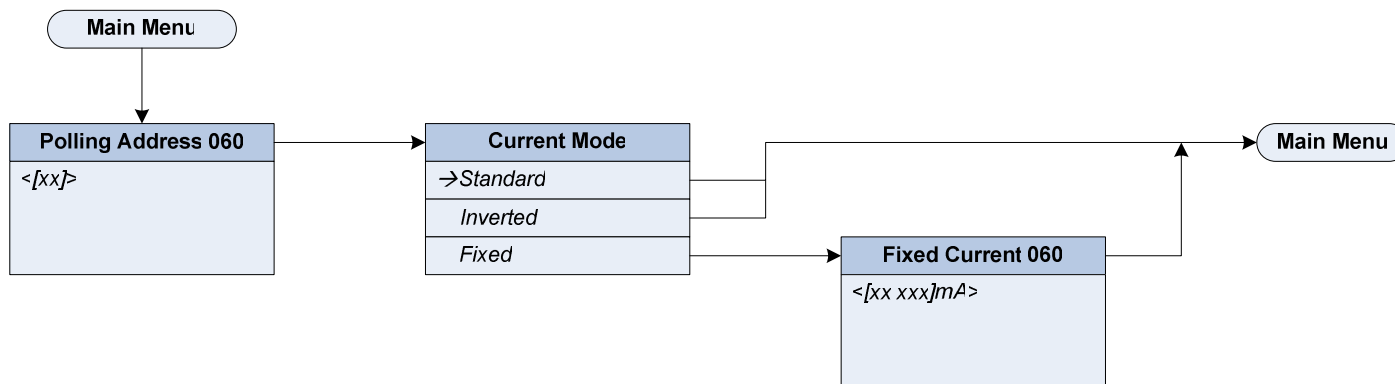 Main Menu
Polling Address 060
<[xx]>
Current Mode
→Standard
Inverted
Fixed
Fixed Current 060
<[xx xxx]mA>
Main Menu